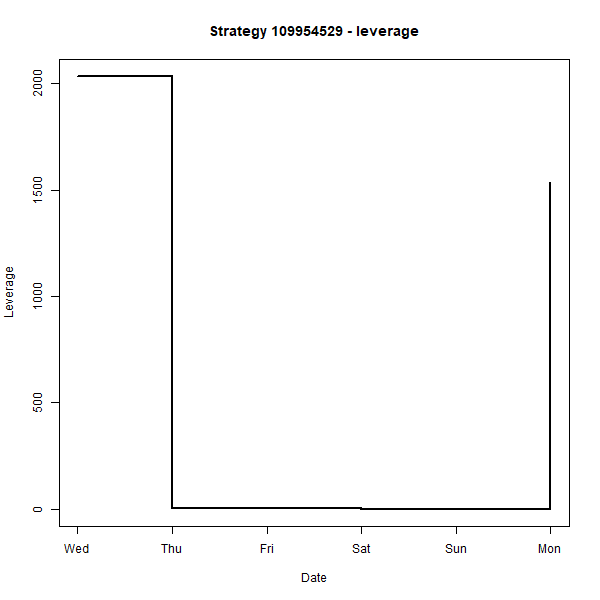 Strategy 109954529 - leverage
Leverage
2000
1500
1000
500
0
Wed Thu Fri Sat Sun Mon
Date